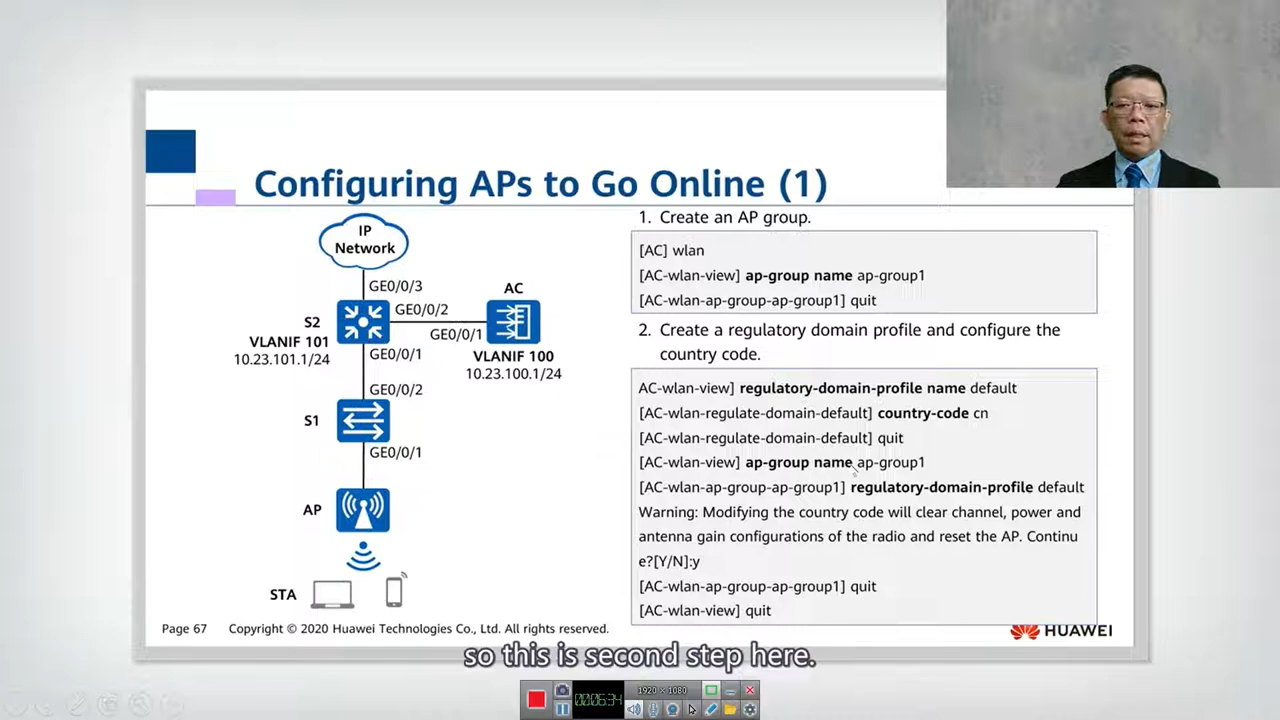 Configuring APs to Go Online (1)
IP
Network
GE0/0/3
GE0/0/2
AC
S2
GE0/0/1
VLANIF 101
10.23.101.1/24
GE0/0/1
VLANIF 100
10.23.100.1/24
GE0/0/2
S1
GE0/0/1
AP
STA
1. Create an AP group.
[AC] wlan
[AC-wlan-view] ap-group name ap-group1
[AC-wlan-ap-group-ap-group1] quit
2. Create a regulatory domain profile and configure the
country code.
AC-wlan-view] regulatory-domain-profile name default
[AC-wlan-regulate-domain-default] country-code cn
[AC-wlan-regulate-domain-default] quit
[AC-wlan-view] ap-group name ap-group1
[AC-wlan-ap-group-ap-group1] regulatory-domain-profile default
Warning: Modifying the country code will clear channel, power and
antenna gain configurations of the radio and reset the AP. Continu
e?[Y/N]:y
[AC-wlan-ap-group-ap-group1] quit
[AC-wlan-view] quit
Page 67 Copyright © 2020 Huawei Technologies Co., Ltd. All rights reserved.
HUAWEI
so this is second step here.
1920 × 1080
00:06:34